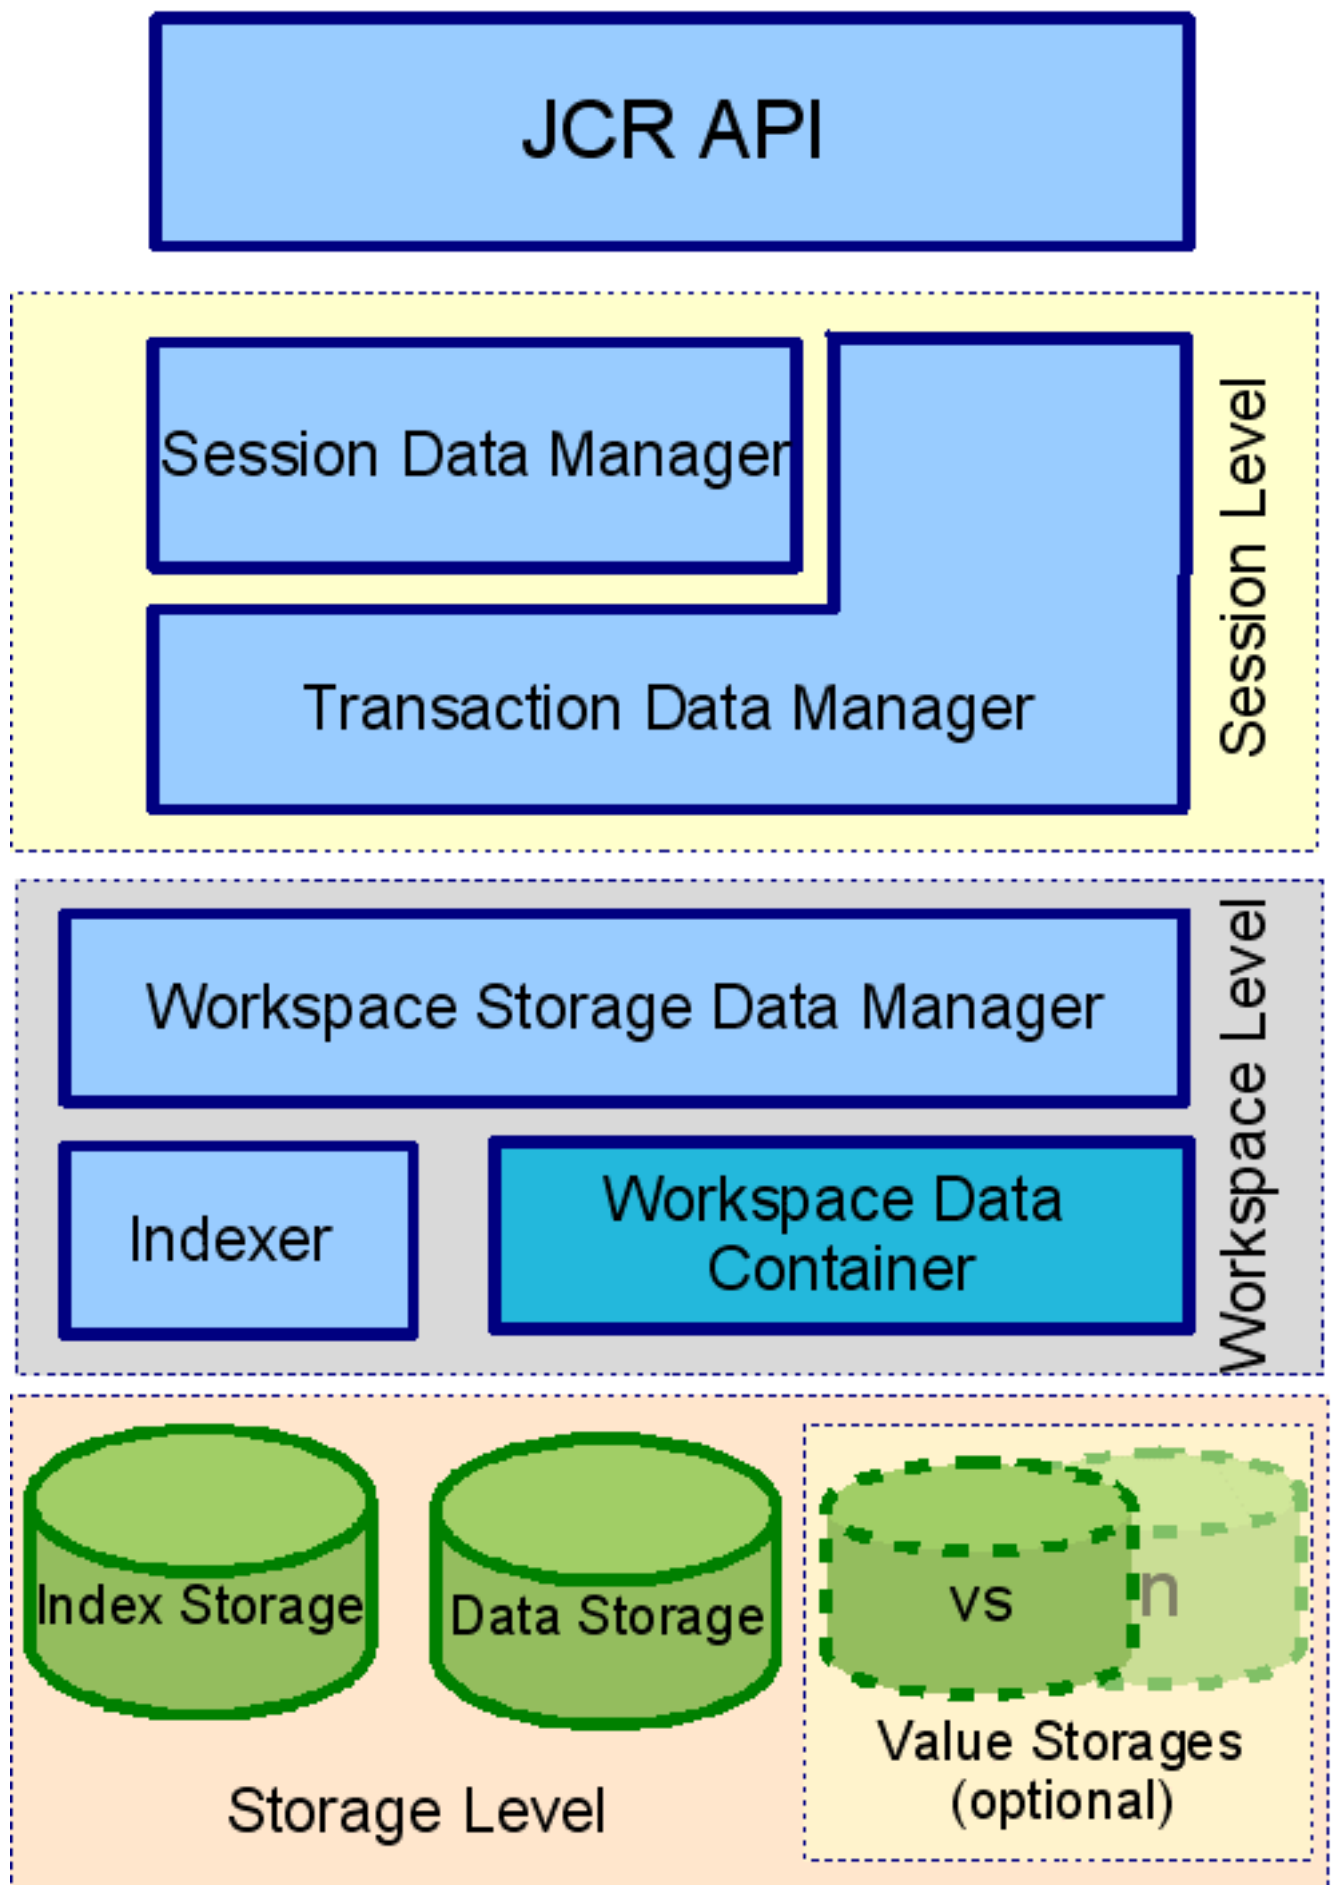 JCR API
Session Data Manager
Transaction Data Manager
Session Level
Workspace Storage Data Manager
Indexer
Workspace Data
Container
Workspace Level
Index Storage
Data Storage
vs
n
Value Storages
(optional)
Storage Level